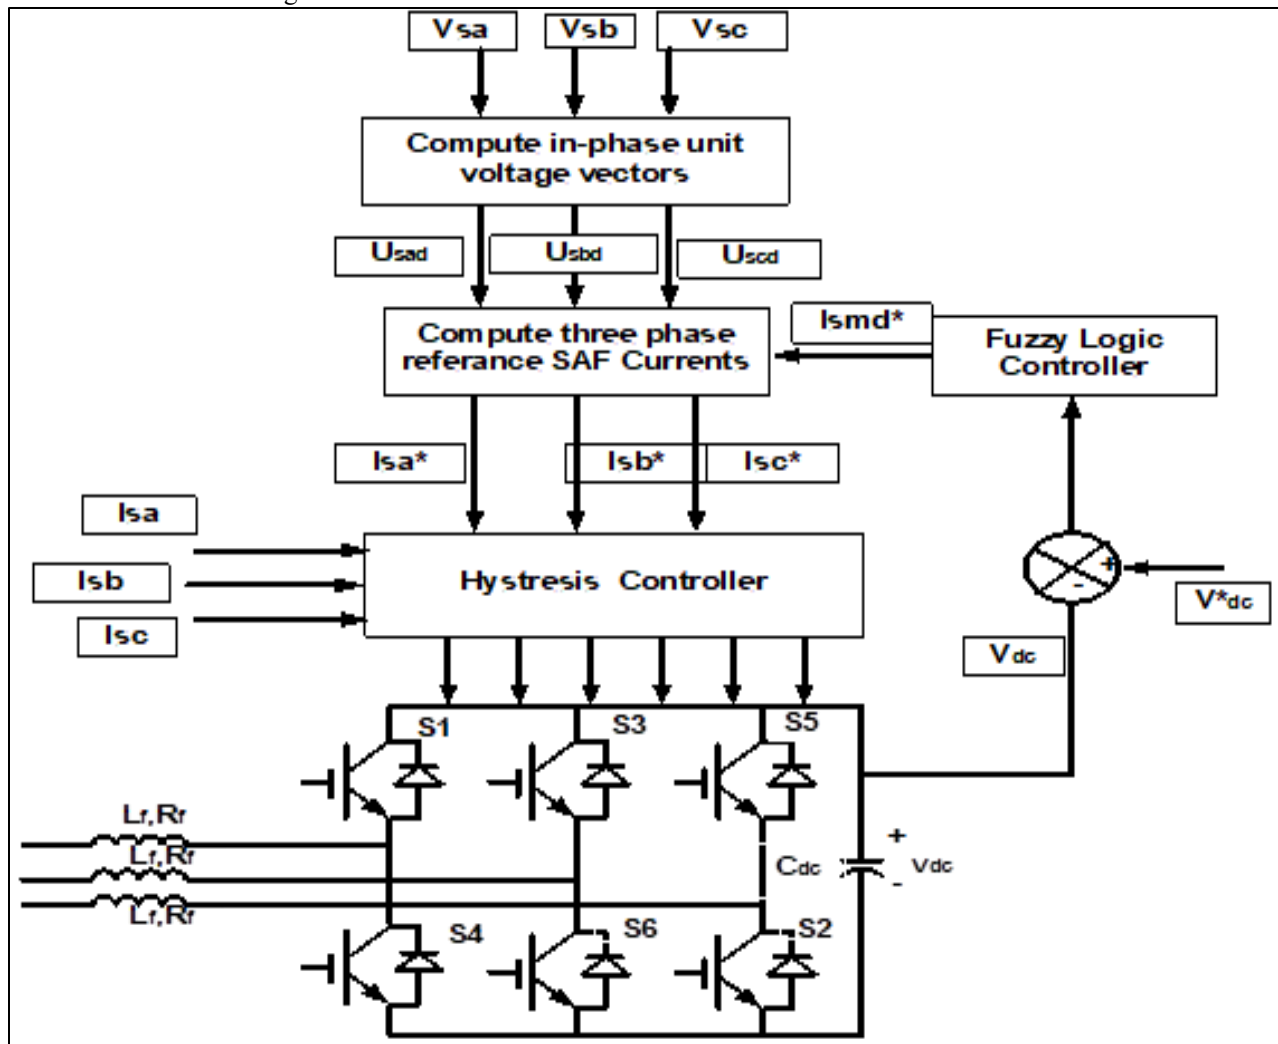 Vsa Vsb Vsc
Compute in-phase unit
voltage vectors
Usad Usbd Uscd
Compute three phase
referance SAF Currents
Ismd*
Fuzzy Logic
Controller
Isa* Isb* Isc*
Isa
Isb
Isc
Hystresis Controller
+
-
V*dc
Vdc
S1 S3 S5
Lf,Rf
Lf,Rf
Lf,Rf
Cdc
+
Vdc
-
S4 S6 S2